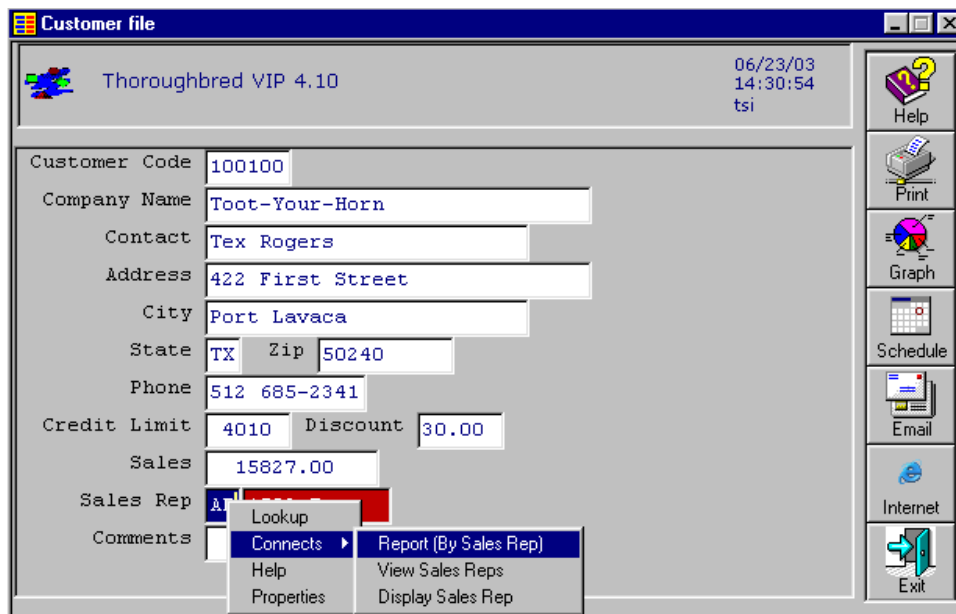 Customer file
Thoroughbred VIP 4.10
06/23/03
14:30:54
tsi
Help
Print
Graph
Schedule
Email
Internet
Exit
Customer Code 100100
Company Name Toot-Your-Horn
Contact Tex Rogers
Address 422 First Street
City Port Lavaca
State TX Zip 50240
Phone 512 685-2341
Credit Limit 4010 Discount 30.00
Sales 15827.00
Sales Rep
Comments
Lookup
Connects
Help
Properties
Report (By Sales Rep)
View Sales Reps
Display Sales Rep